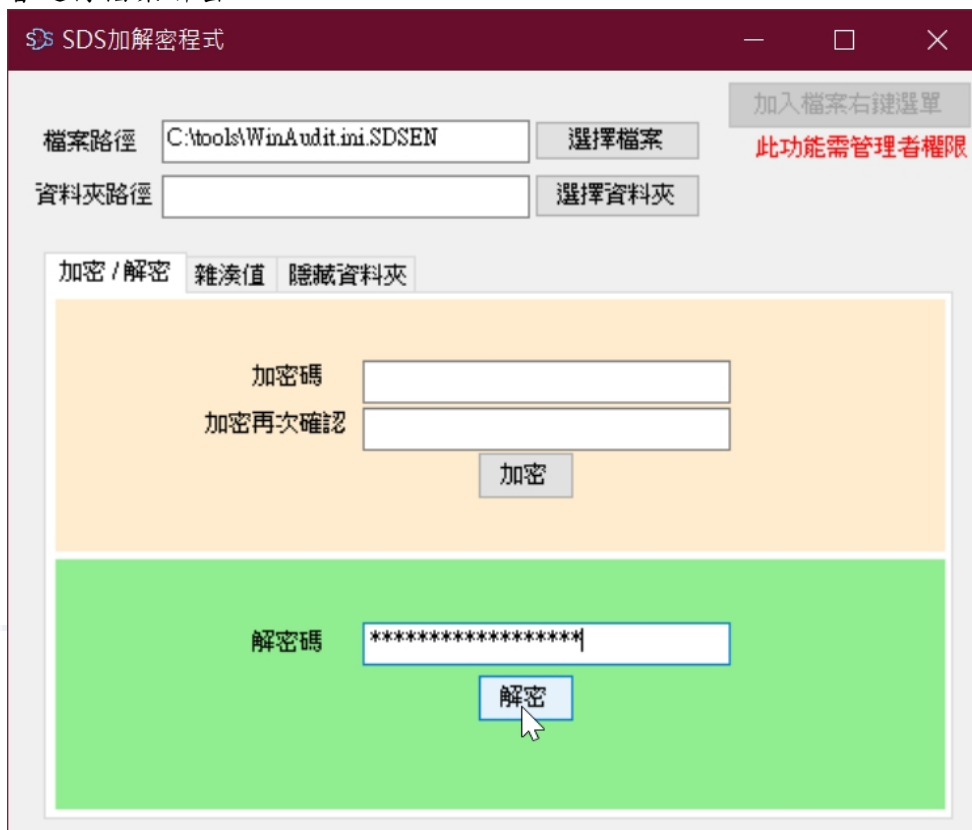 SDS加解密程式
加入檔案右鍵選單
檔案路徑 C:\tools\WinAudit.ini.SDSEN 選擇檔案 此功能需管理者權限
資料夾路徑 選擇資料夾
加密 / 解密 雜湊值 隱藏資料夾
加密碼
加密再次確認
加密
解密碼 ******************
解密